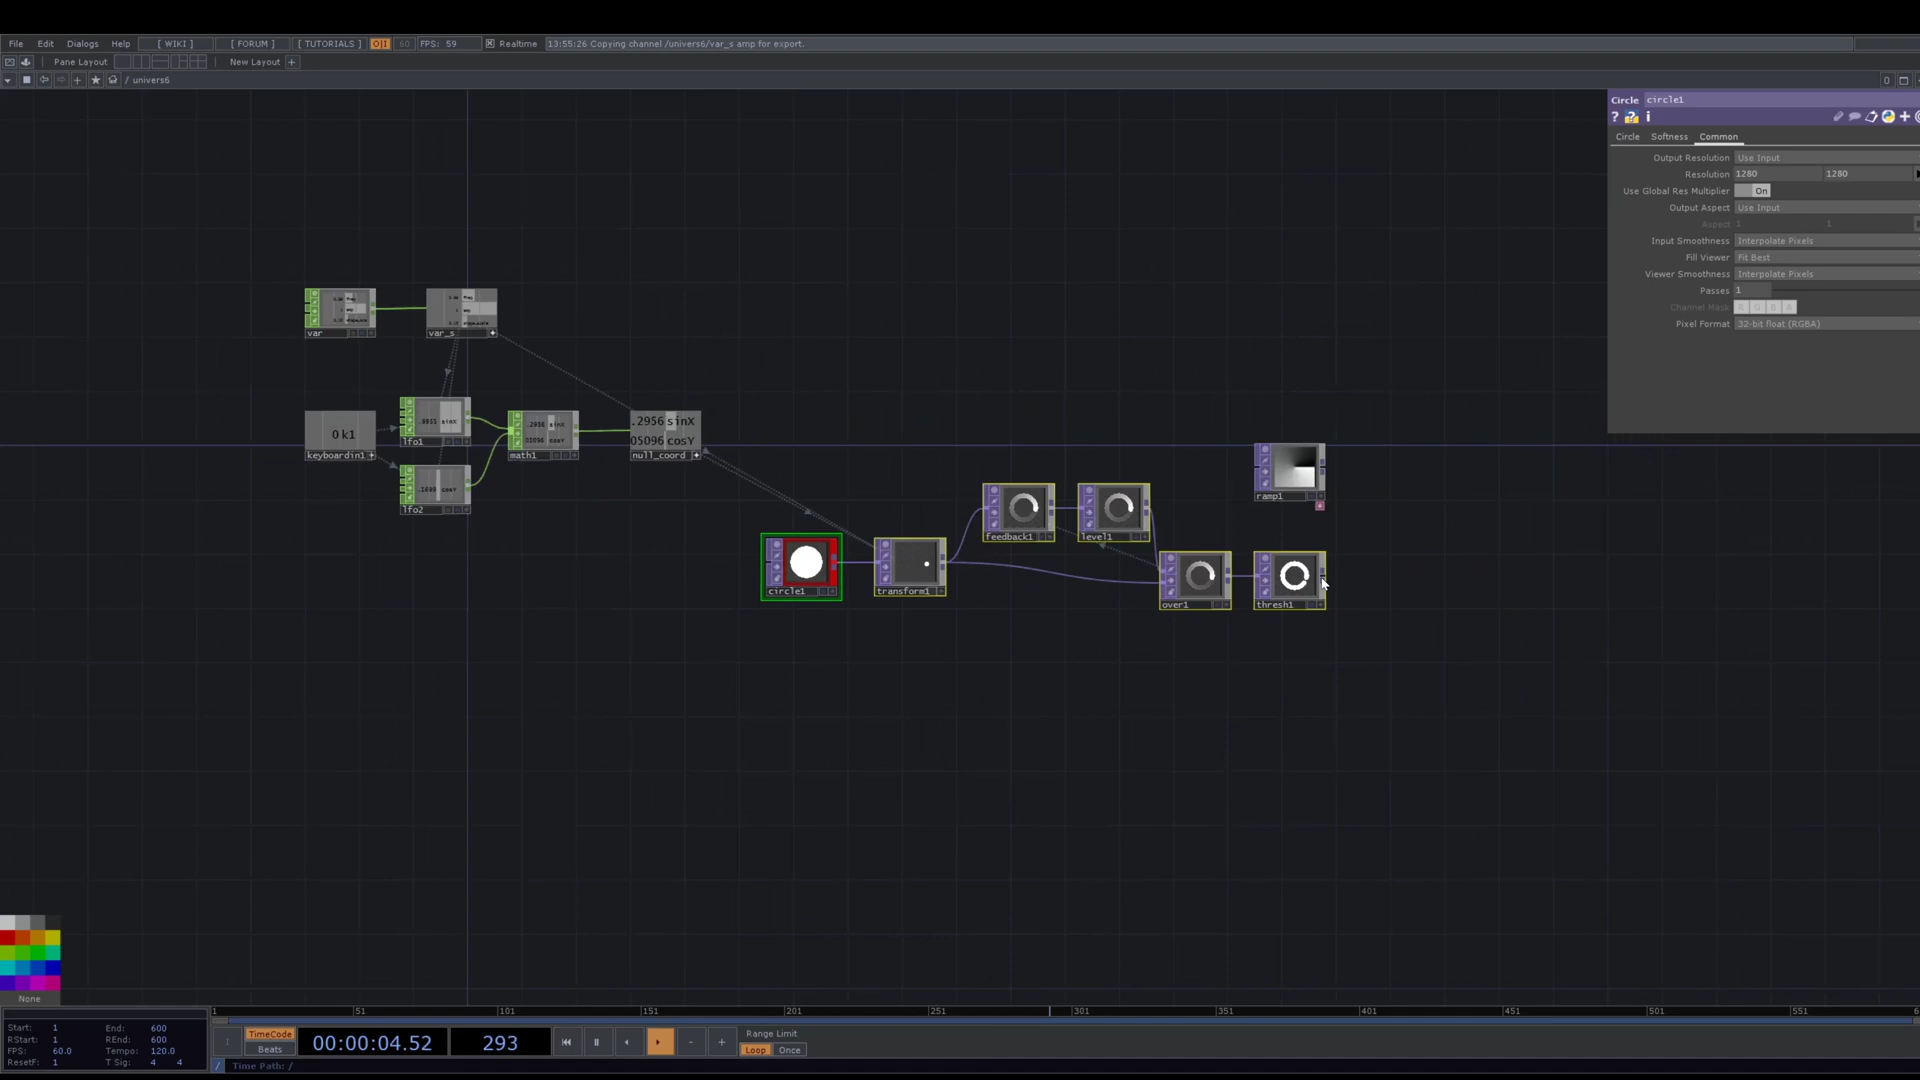 File Edit Dialogs Help [ WIKI ] [ FORUM ] [ TUTORIALS ] O|I 60 FPS: 59 Realtime 13:55:26 Copying channel /univers6/var_s amp for export.
Pane Layout New Layout +
/ univers6 0
Circle circle1
? ? i
Circle Softness Common
Output Resolution Use Input
Resolution 1280 1280
Use Global Res Multiplier On
Output Aspect Use Input
Aspect 1 1
Input Smoothness Interpolate Pixels
Fill Viewer Fit Best
Viewer Smoothness Interpolate Pixels
Passes 1
Channel Mask R G B A
Pixel Format 32-bit float (RGBA)
var var_s
0 k1
keyboardin1
lfo1
lfo2
math1
.2956 sinX
05096 cosY
null_coord
ramp1
feedback1 level1
circle1 transform1
over1 thresh1
None
1 51 101 151 201 251 301 351 401 451 501 551
Start: 1 End: 600
RStart: 1 REnd: 600
FPS: 60.0 Tempo: 120.0
ResetF: 1 T Sig: 4 4
TimeCode
Beats
00:00:04.52 293
Range Limit
Loop Once
/ Time Path: /